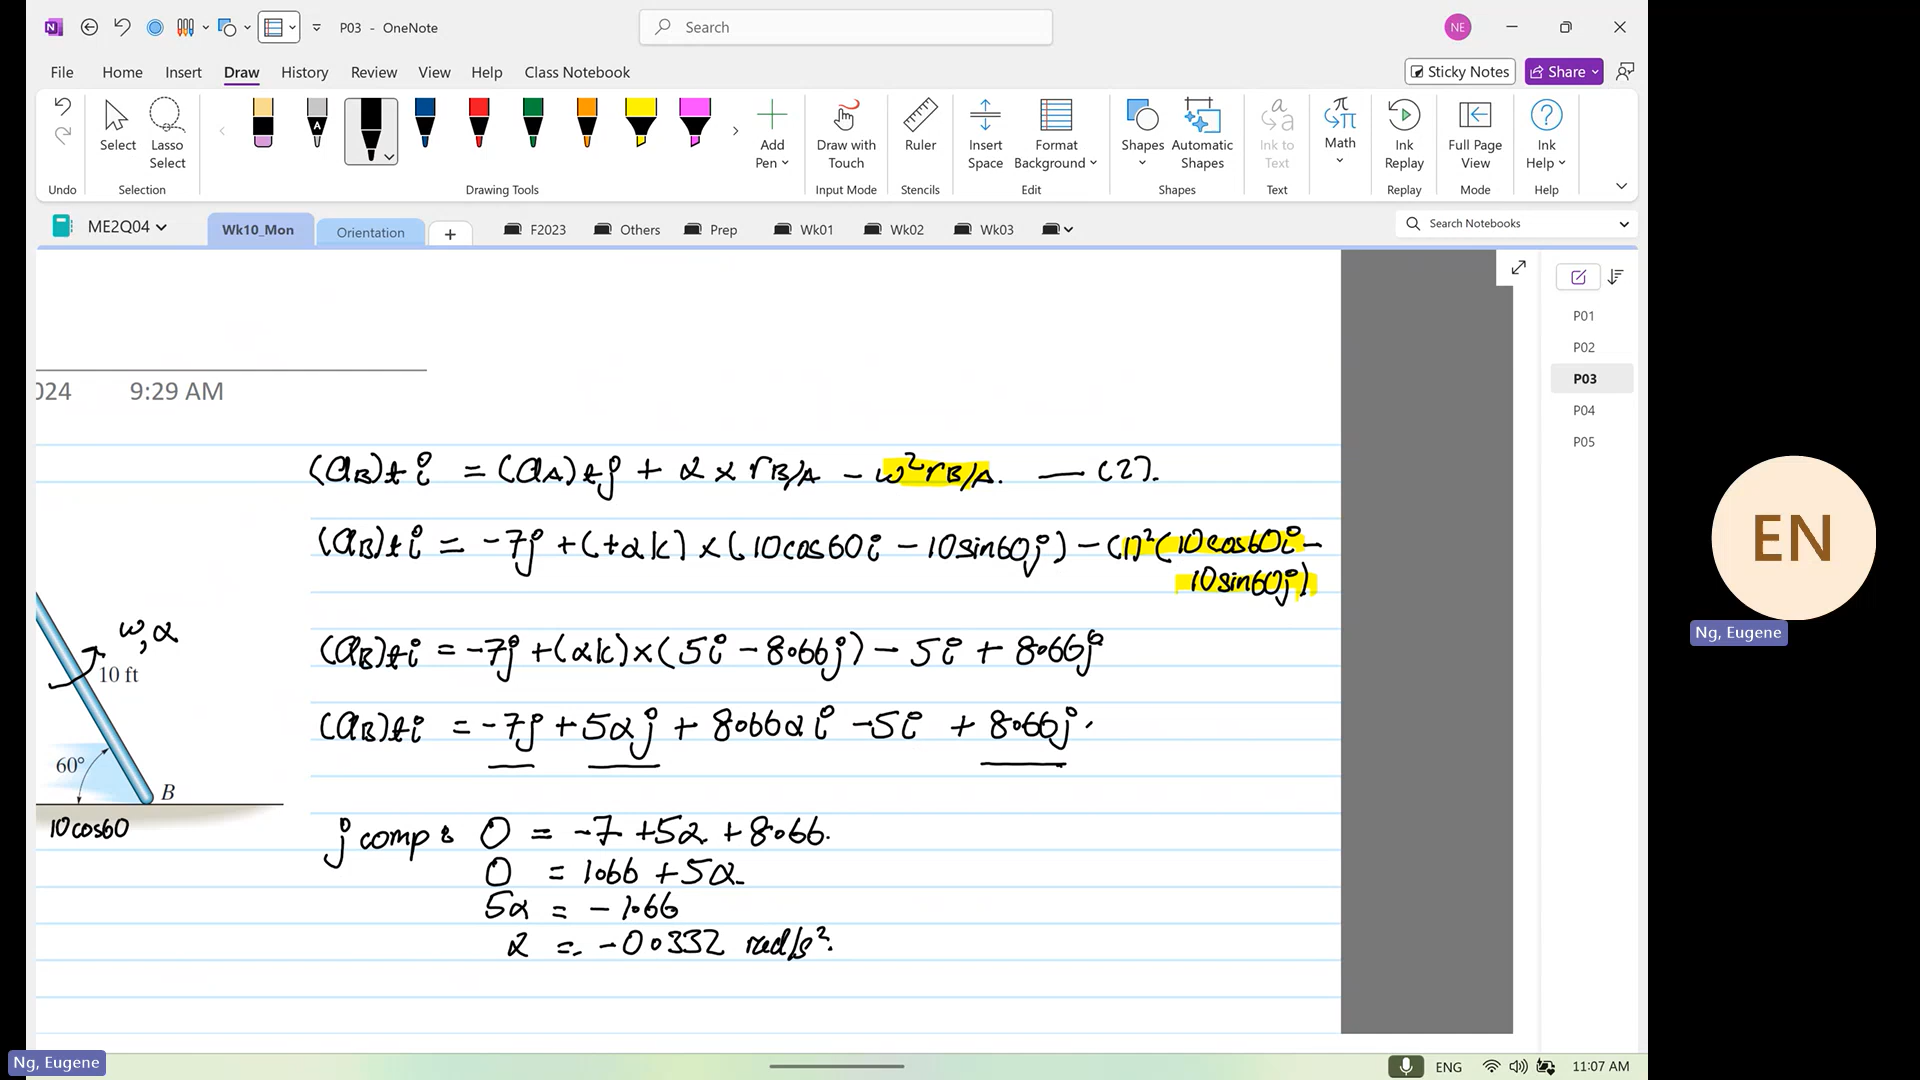 P03 - OneNote
Search
NE
File Home Insert Draw History Review View Help Class Notebook
Sticky Notes
Share
Undo
Select
Lasso Select
Selection
A
Drawing Tools
Add Pen
Draw with Touch
Input Mode
Ruler
Stencils
Insert Space
Format Background
Edit
Shapes
Automatic Shapes
Shapes
Ink to Text
Text
Math
Ink Replay
Replay
Full Page View
Mode
Ink Help
Help
ME2Q04
Wk10_Mon
Orientation
F2023
Others
Prep
Wk01
Wk02
Wk03
Search Notebooks
P01
P02
P03
P04
P05
024 9:29 AM
(aB)t i = (aA)t j + α × rB/A − ω² rB/A. — (2).
(aB)t i = −7j + (+αk) × (10cos60i − 10sin60j) − (1)²(10cos60i −
10sin60j)
(aB)t i = −7j + (αk) × (5i − 8.66j) − 5i + 8.66j
(aB)t i = −7j + 5αj + 8.66αi − 5i + 8.66j
j comp: 0 = −7 + 5α + 8.66.
0 = 1.66 + 5α
5α = −1.66
α = −0.332 rad/s².
ω, α
10 ft
60°
B
10cos60
EN
Ng, Eugene
Ng, Eugene
ENG
11:07 AM